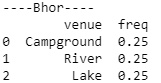 ----Bhor----
venue freq
0 Campground 0.25
1 River 0.25
2 Lake 0.25